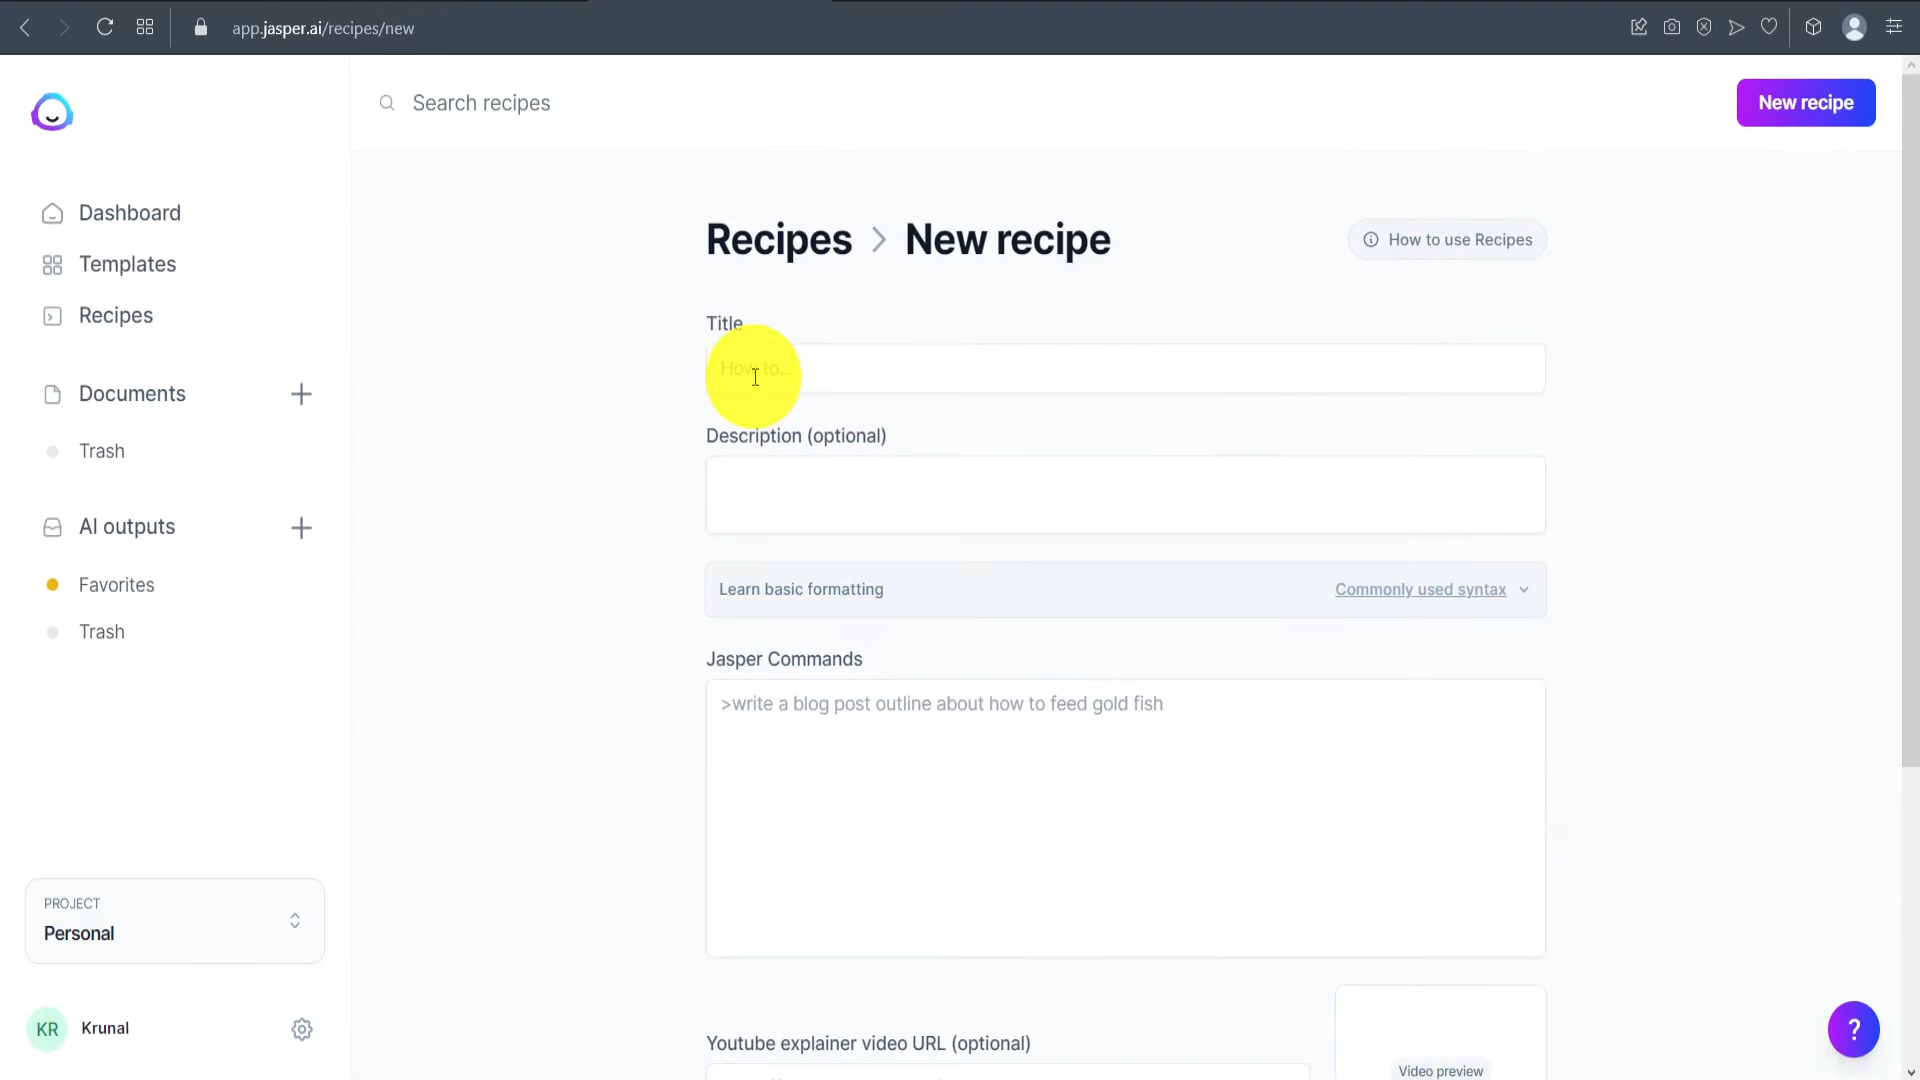 app.jasper.ai/recipes/new
Search recipes
New recipe
Dashboard
Templates
Recipes
Documents
Trash
AI outputs
Favorites
Trash
PROJECT
Personal
KR
Krunal
Recipes > New recipe
How to use Recipes
Title
How to...
Description (optional)
Learn basic formatting
Commonly used syntax
Jasper Commands
>write a blog post outline about how to feed gold fish
Youtube explainer video URL (optional)
Video preview
?